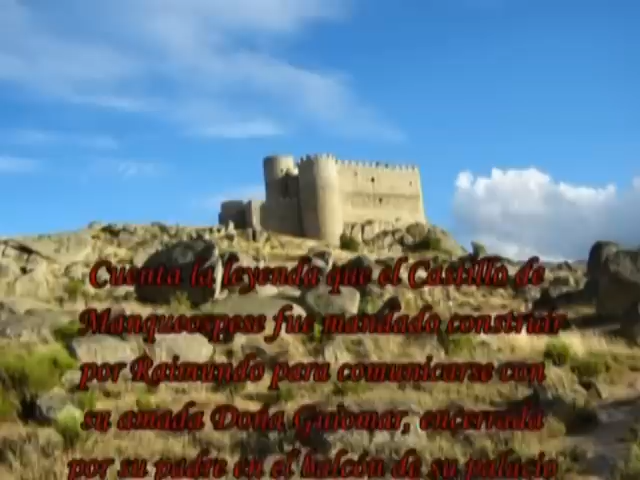 Cuenta la leyenda que el Castillo de
Manqueospese fue mandado construir
por Raimundo para comunicarse con
su amada Doña Guiomar, encerrada
por su padre en el balcón de su palacio